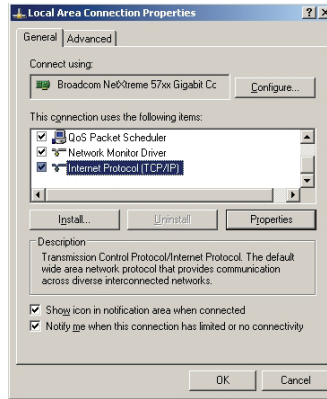 Local Area Connection Properties
General Advanced
Connect using:
Broadcom NetXtreme 57xx Gigabit Cc Configure...
This connection uses the following items:
QoS Packet Scheduler
Network Monitor Driver
Internet Protocol (TCP/IP)
Install... Uninstall Properties
Description
Transmission Control Protocol/Internet Protocol. The default
wide area network protocol that provides communication
across diverse interconnected networks.
Show icon in notification area when connected
Notify me when this connection has limited or no connectivity
OK Cancel